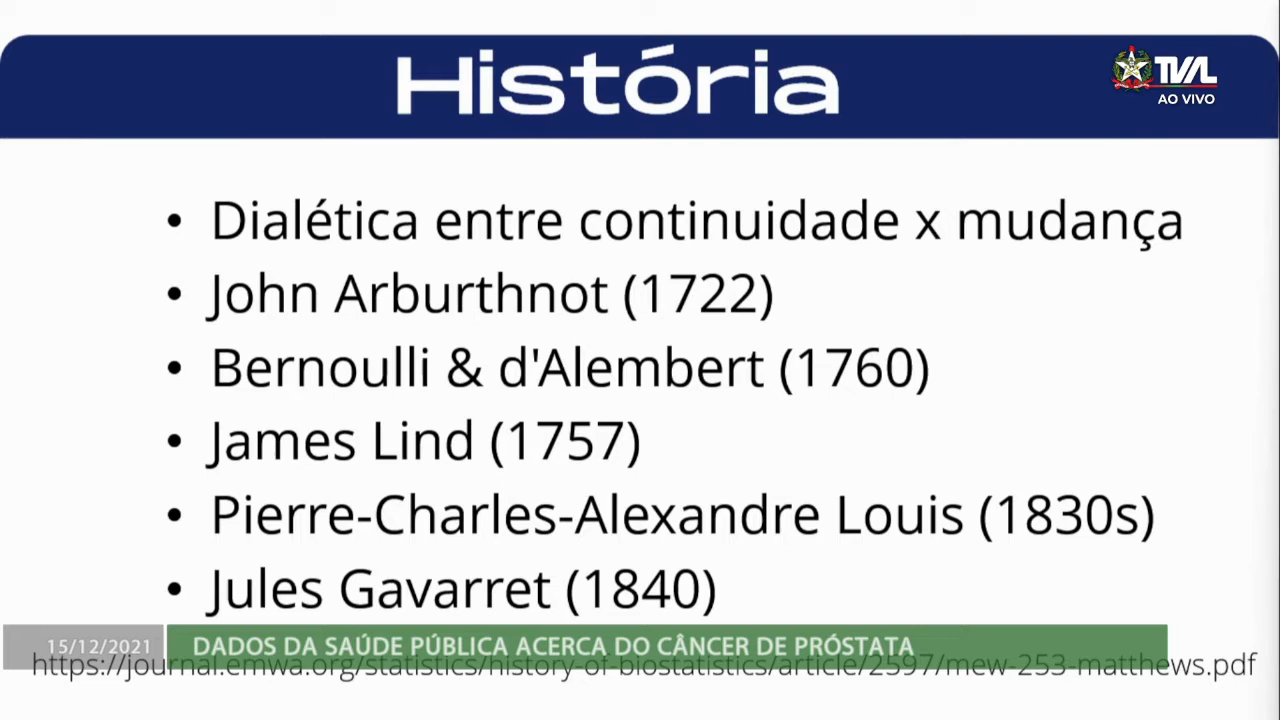 História
TVAL
AO VIVO
• Dialética entre continuidade x mudança
• John Arburthnot (1722)
• Bernoulli & d'Alembert (1760)
• James Lind (1757)
• Pierre-Charles-Alexandre Louis (1830s)
• Jules Gavarret (1840)
15/12/2021 DADOS DA SAÚDE PÚBLICA ACERCA DO CÂNCER DE PRÓSTATA
https://journal.emwa.org/statistics/history-of-biostatistics/article/2597/mew-253-matthews.pdf